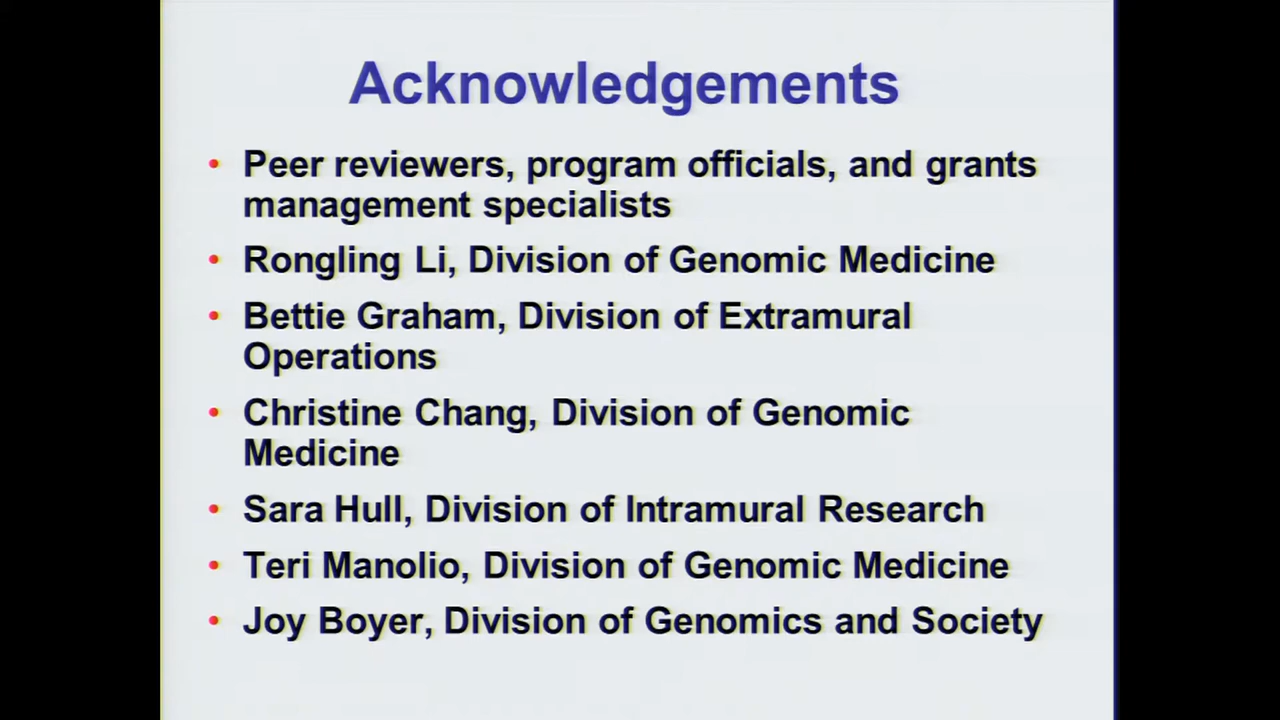 Acknowledgements
• Peer reviewers, program officials, and grants
management specialists
• Rongling Li, Division of Genomic Medicine
• Bettie Graham, Division of Extramural
Operations
• Christine Chang, Division of Genomic
Medicine
• Sara Hull, Division of Intramural Research
• Teri Manolio, Division of Genomic Medicine
• Joy Boyer, Division of Genomics and Society